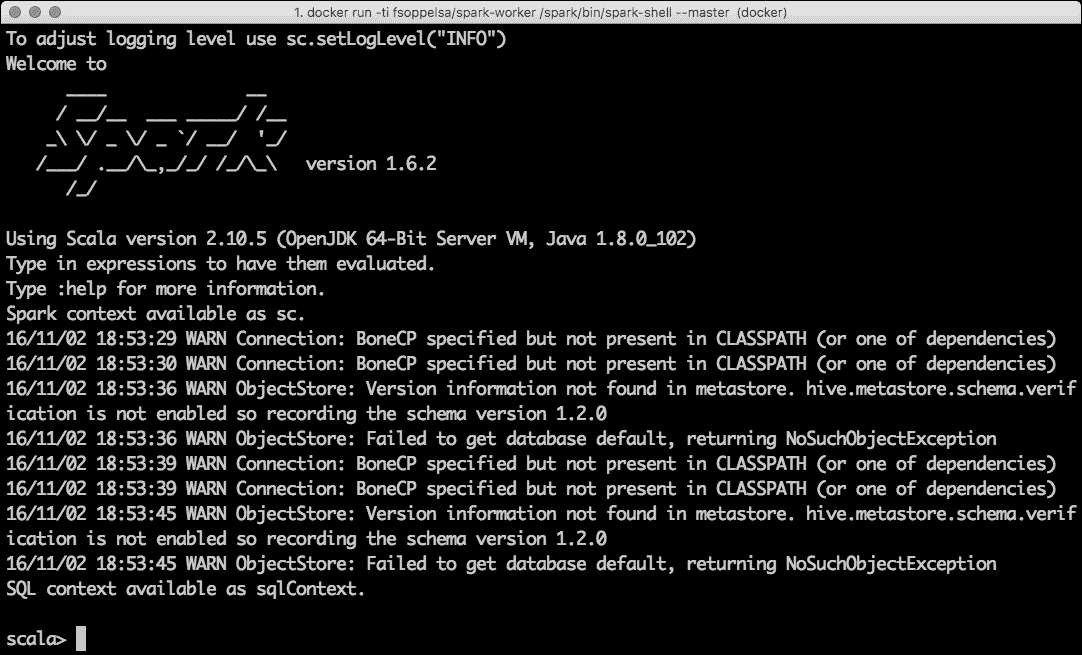 1. docker run -ti fsoppelsa/spark-worker /spark/bin/spark-shell --master (docker)
To adjust logging level use sc.setLogLevel("INFO")
Welcome to
      ____              __
     / __/__  ___ _____/ /__
    _\ \/ _ \/ _ `/ __/  '_/
   /___/ .__/\_,_/_/ /_/\_\   version 1.6.2
      /_/
Using Scala version 2.10.5 (OpenJDK 64-Bit Server VM, Java 1.8.0_102)
Type in expressions to have them evaluated.
Type :help for more information.
Spark context available as sc.
16/11/02 18:53:29 WARN Connection: BoneCP specified but not present in CLASSPATH (or one of dependencies)
16/11/02 18:53:30 WARN Connection: BoneCP specified but not present in CLASSPATH (or one of dependencies)
16/11/02 18:53:36 WARN ObjectStore: Version information not found in metastore. hive.metastore.schema.verif
ication is not enabled so recording the schema version 1.2.0
16/11/02 18:53:36 WARN ObjectStore: Failed to get database default, returning NoSuchObjectException
16/11/02 18:53:39 WARN Connection: BoneCP specified but not present in CLASSPATH (or one of dependencies)
16/11/02 18:53:39 WARN Connection: BoneCP specified but not present in CLASSPATH (or one of dependencies)
16/11/02 18:53:45 WARN ObjectStore: Version information not found in metastore. hive.metastore.schema.verif
ication is not enabled so recording the schema version 1.2.0
16/11/02 18:53:45 WARN ObjectStore: Failed to get database default, returning NoSuchObjectException
SQL context available as sqlContext.
scala>